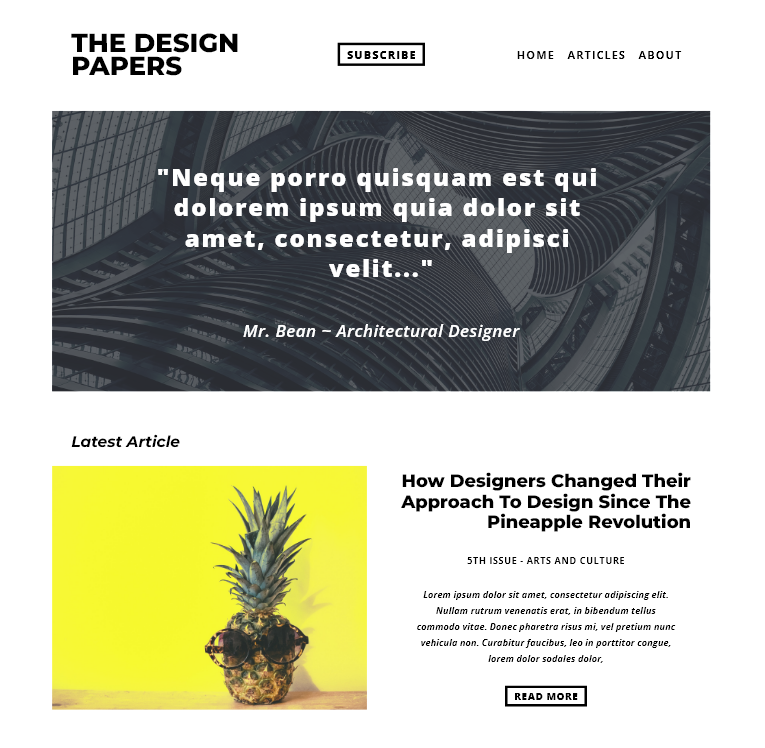 THE DESIGN
PAPERS
SUBSCRIBE
HOME ARTICLES ABOUT
"Neque porro quisquam est qui
dolorem ipsum quia dolor sit
amet, consectetur, adipisci
velit..."
Mr. Bean – Architectural Designer
Latest Article
How Designers Changed Their
Approach To Design Since The
Pineapple Revolution
5TH ISSUE - ARTS AND CULTURE
Lorem ipsum dolor sit amet, consectetur adipiscing elit.
Nullam rutrum venenatis erat, in bibendum tellus
commodo vitae. Donec pharetra risus mi, vel pretium nunc
vehicula non. Curabitur faucibus, leo in porttitor congue,
lorem dolor sodales dolor,
READ MORE